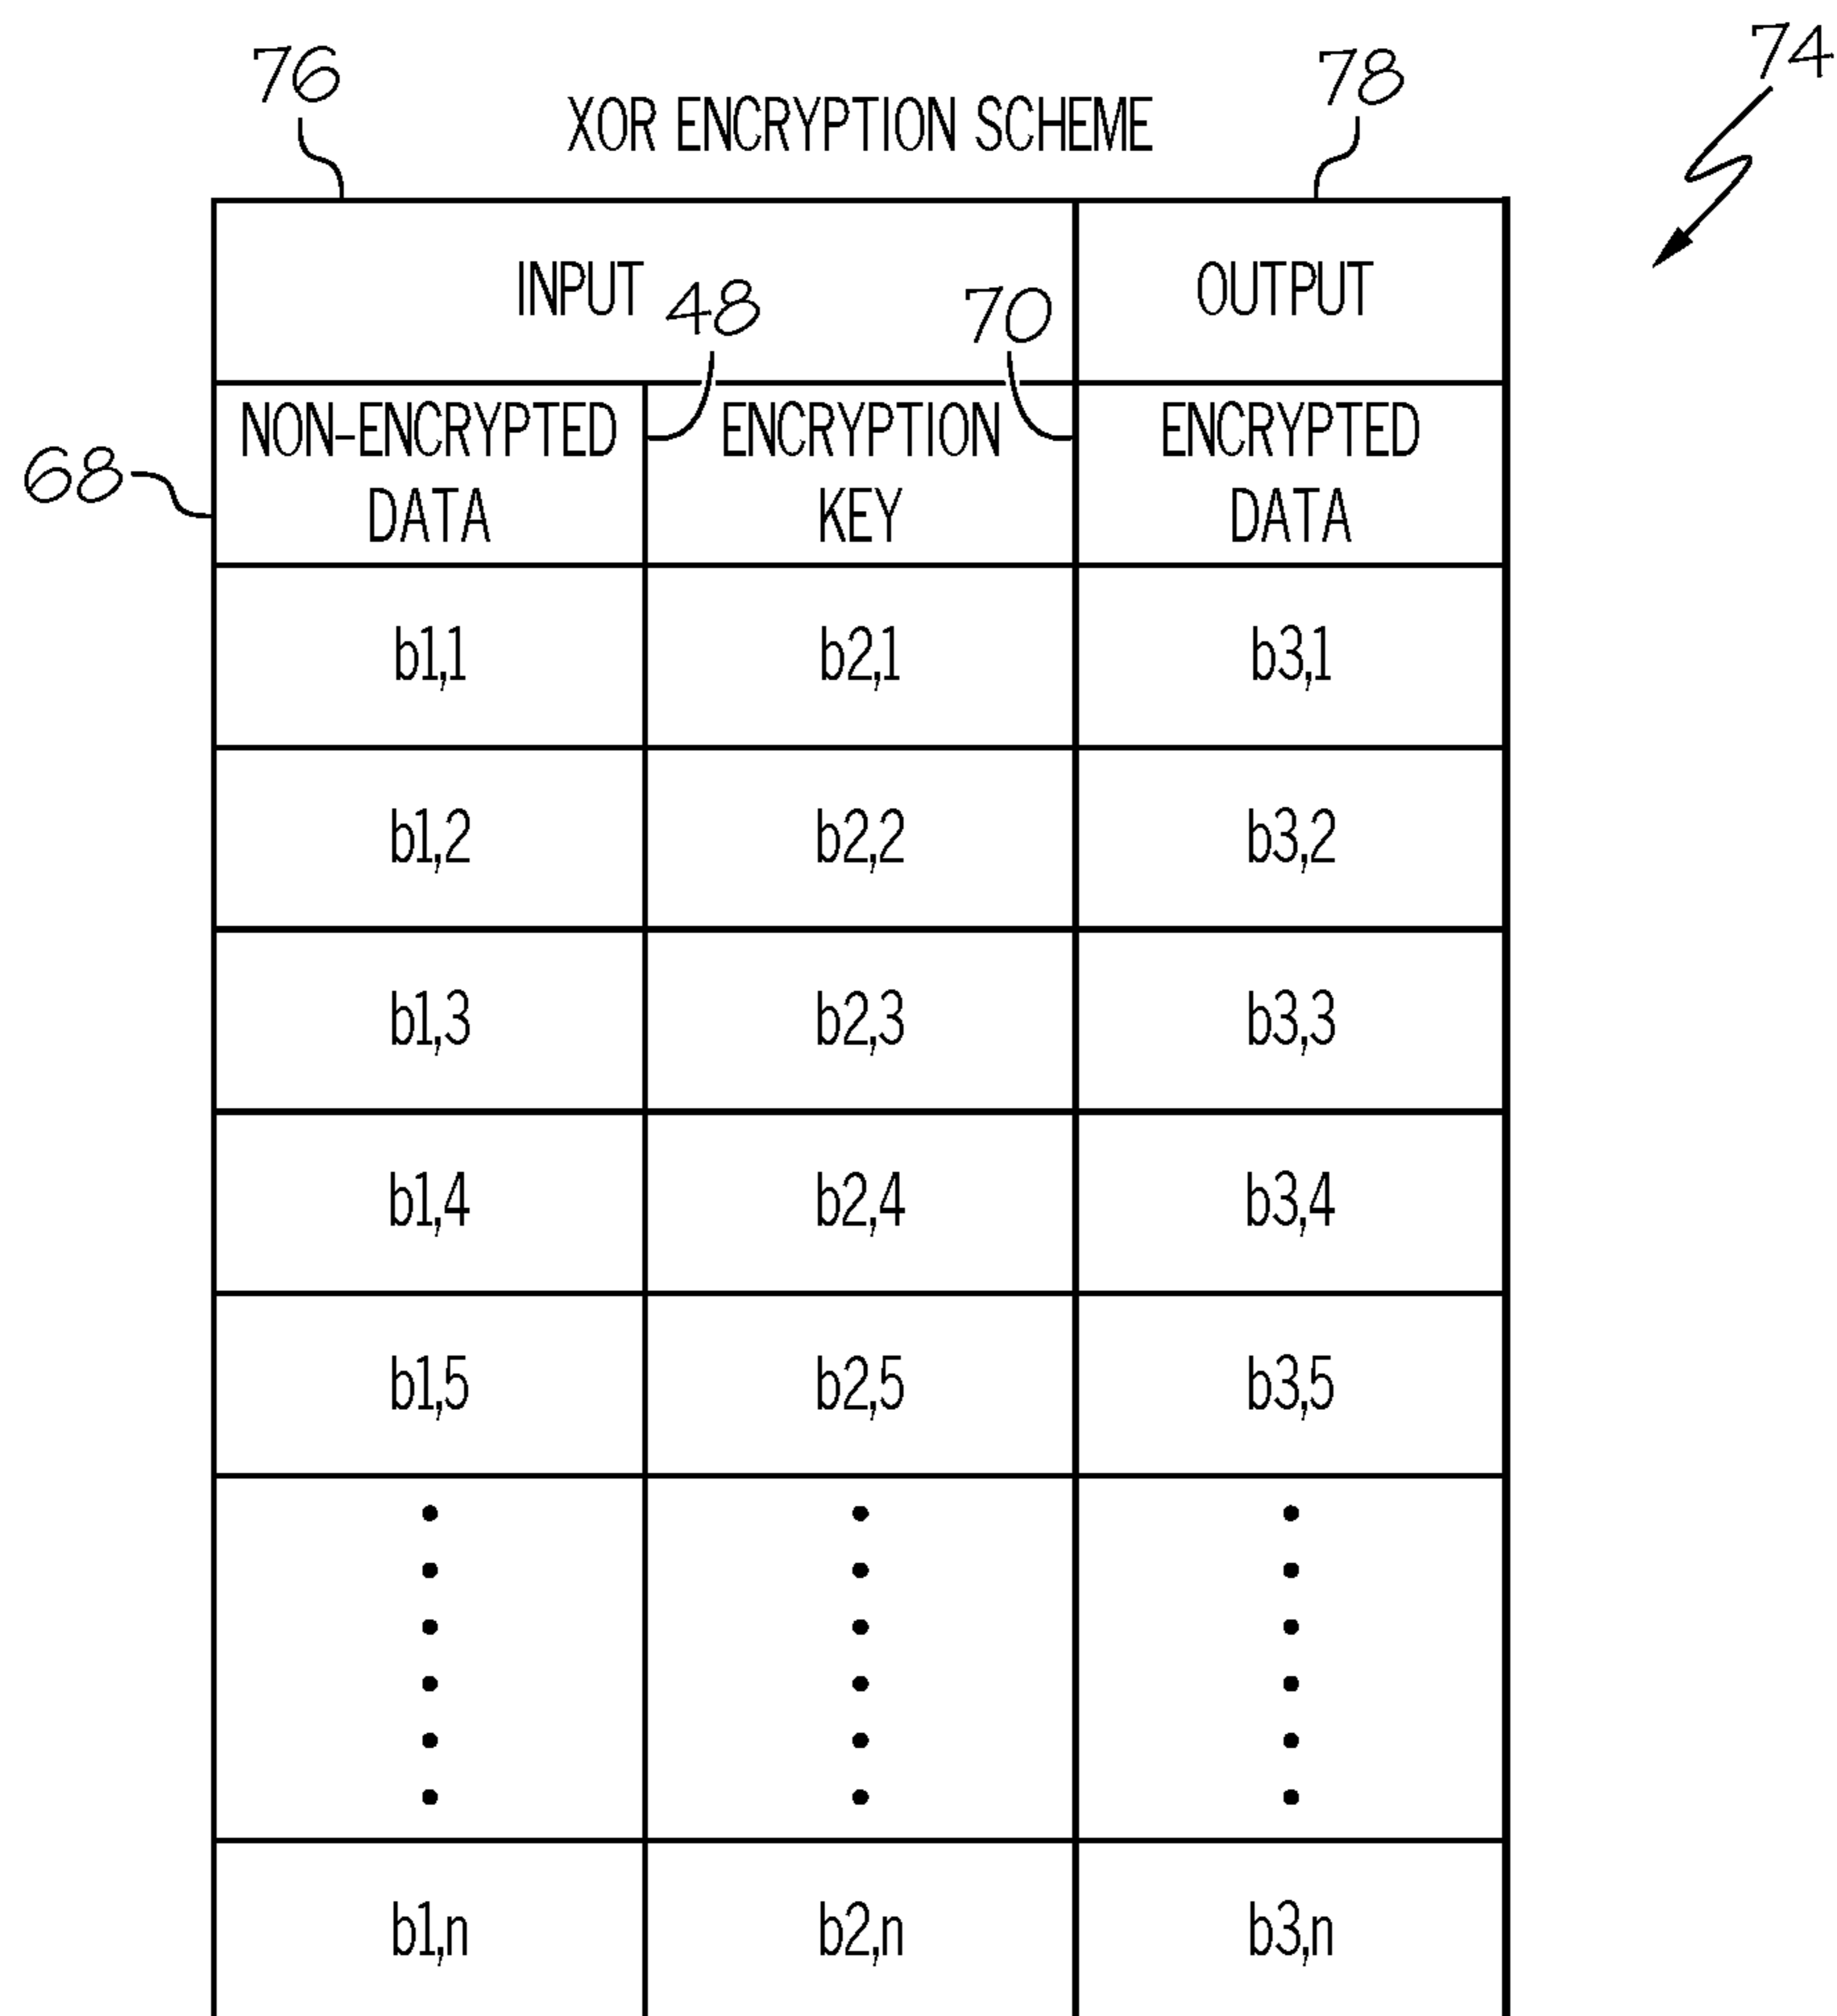 76
78
74
XOR ENCRYPTION SCHEME
INPUT
48
70
OUTPUT
68
NON-ENCRYPTED
DATA
ENCRYPTION
KEY
ENCRYPTED
DATA
b1,1
b2,1
b3,1
b1,2
b2,2
b3,2
b1,3
b2,3
b3,3
b1,4
b2,4
b3,4
b1,5
b2,5
b3,5
b1,n
b2,n
b3,n